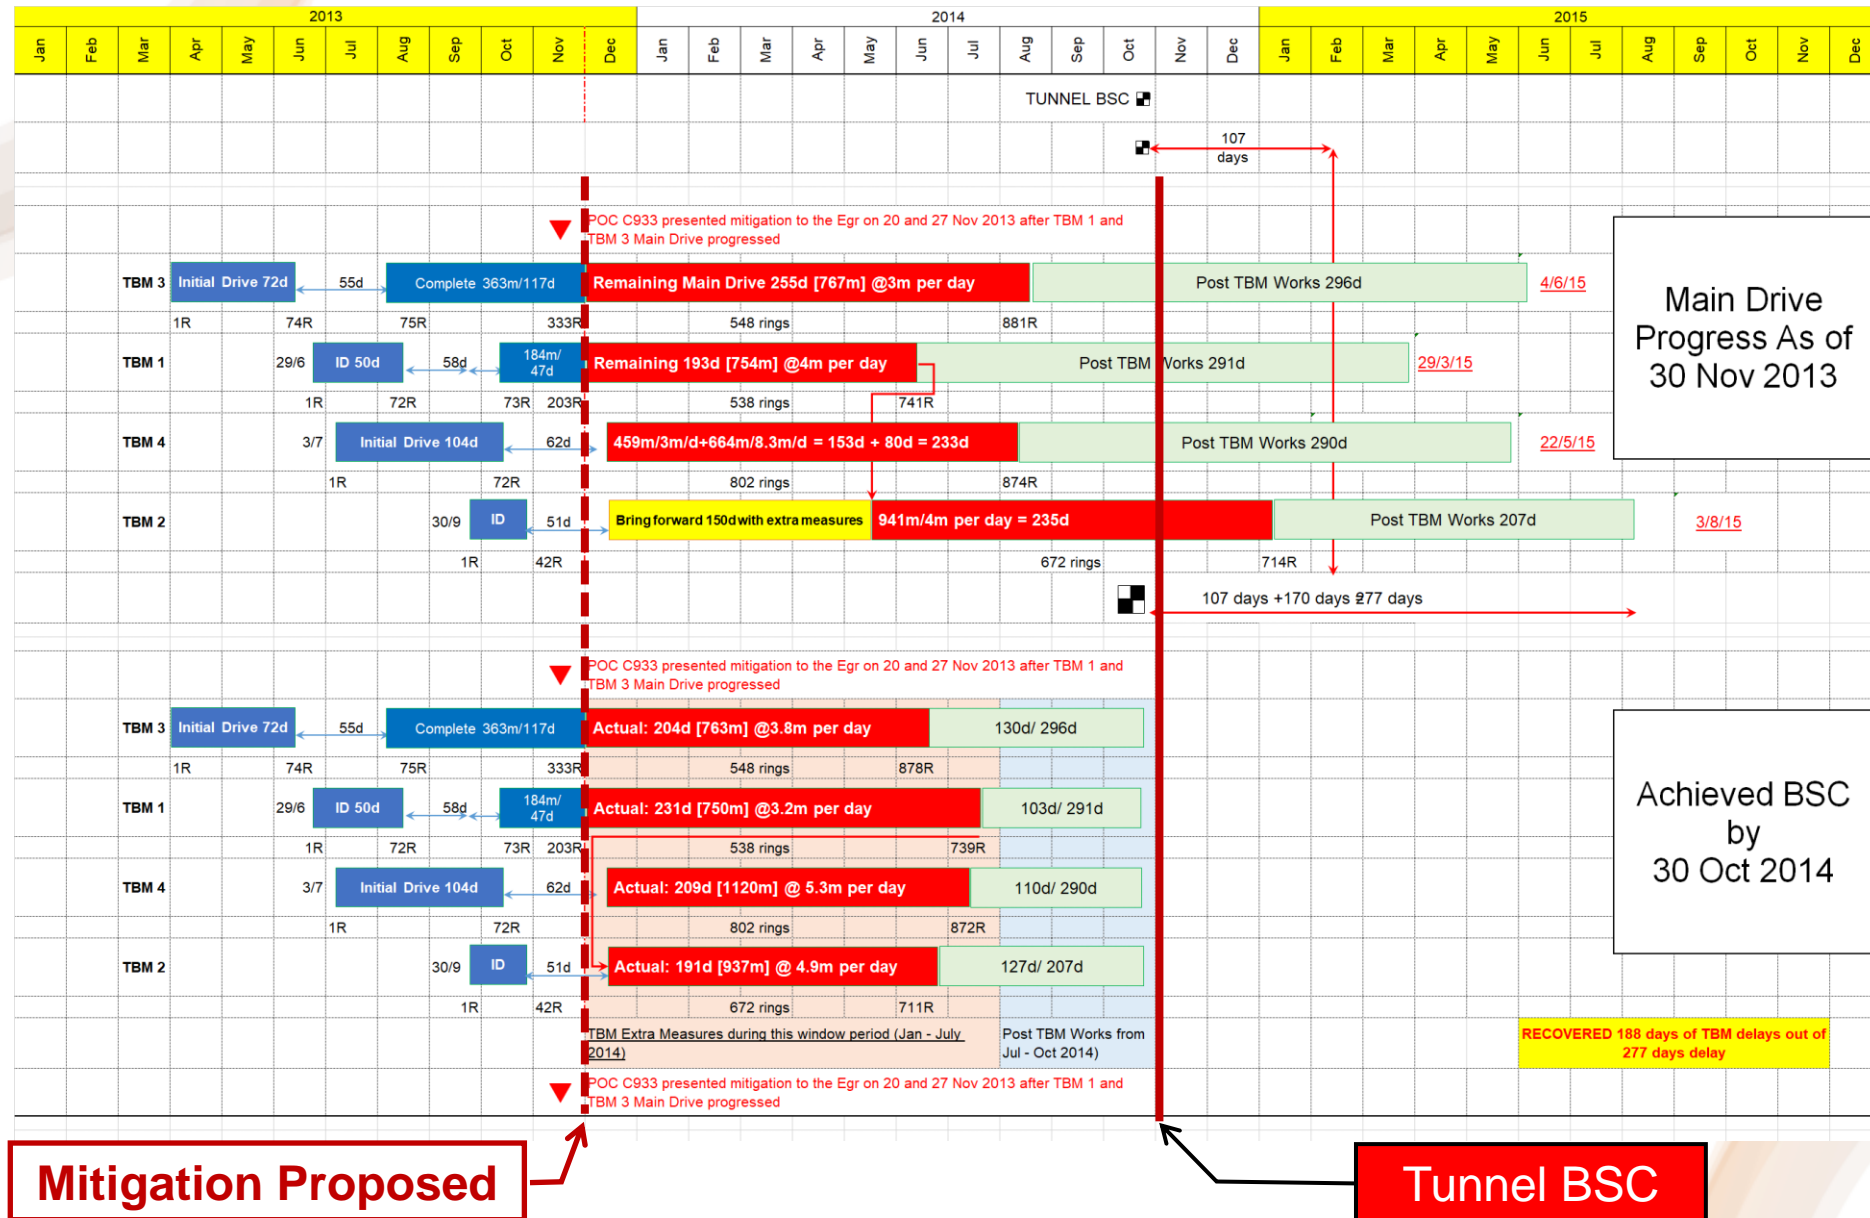 2013 2014 2015
Jan Feb Mar Apr May Jun Jul Aug Sep Oct Nov Dec Jan Feb Mar Apr May Jun Jul Aug Sep Oct Nov Dec Jan Feb Mar Apr May Jun Jul Aug Sep Oct Nov Dec
TUNNEL BSC
107
days
POC C933 presented mitigation to the Egr on 20 and 27 Nov 2013 after TBM 1 and
TBM 3 Main Drive progressed
TBM 3 Initial Drive 72d 55d Complete 363m/117d Remaining Main Drive 255d [767m] @3m per day Post TBM Works 296d 4/6/15
1R 74R 75R 333R 548 rings 881R
TBM 1 29/6 ID 50d 58d 184m/
47d Remaining 193d [754m] @4m per day Post TBM Works 291d 29/3/15
1R 72R 73R 203R 538 rings 741R
TBM 4 3/7 Initial Drive 104d 62d 459m/3m/d+664m/8.3m/d = 153d + 80d = 233d Post TBM Works 290d 22/5/15
1R 72R 802 rings 874R
TBM 2 30/9 ID 51d Bring forward 150d with extra measures 941m/4m per day = 235d Post TBM Works 207d 3/8/15
1R 42R 672 rings 714R
107 days +170 days =277 days
Main Drive
Progress As of
30 Nov 2013
POC C933 presented mitigation to the Egr on 20 and 27 Nov 2013 after TBM 1 and
TBM 3 Main Drive progressed
TBM 3 Initial Drive 72d 55d Complete 363m/117d Actual: 204d [763m] @3.8m per day 130d/ 296d
1R 74R 75R 333R 548 rings 878R
TBM 1 29/6 ID 50d 58d 184m/
47d Actual: 231d [750m] @3.2m per day 103d/ 291d
1R 72R 73R 203R 538 rings 739R
TBM 4 3/7 Initial Drive 104d 62d Actual: 209d [1120m] @ 5.3m per day 110d/ 290d
1R 72R 802 rings 872R
TBM 2 30/9 ID 51d Actual: 191d [937m] @ 4.9m per day 127d/ 207d
1R 42R 672 rings 711R
Achieved BSC
by
30 Oct 2014
TBM Extra Measures during this window period (Jan - July
2014)
Post TBM Works from
Jul - Oct 2014)
RECOVERED 188 days of TBM delays out of
277 days delay
POC C933 presented mitigation to the Egr on 20 and 27 Nov 2013 after TBM 1 and
TBM 3 Main Drive progressed
Mitigation Proposed
Tunnel BSC